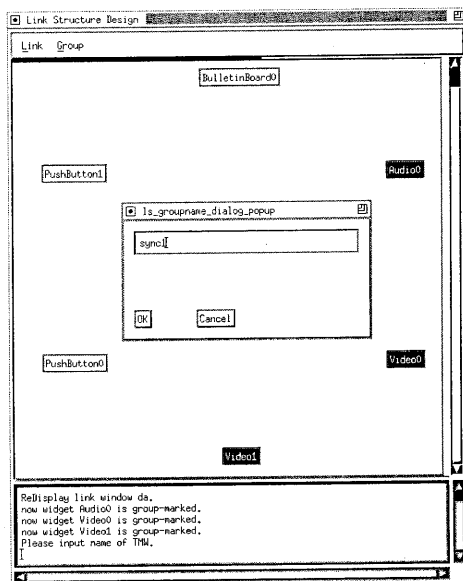 Link Structure Design
Link Group
BulletinBoard0
PushButton1
Audio0
ls_groupname_dialog_popup
sync1
OK Cancel
PushButton0
Video0
Video1
ReDisplay link window da.
now widget Audio0 is group-marked.
now widget Video0 is group-marked.
now widget Video1 is group-marked.
Please input name of TMW.